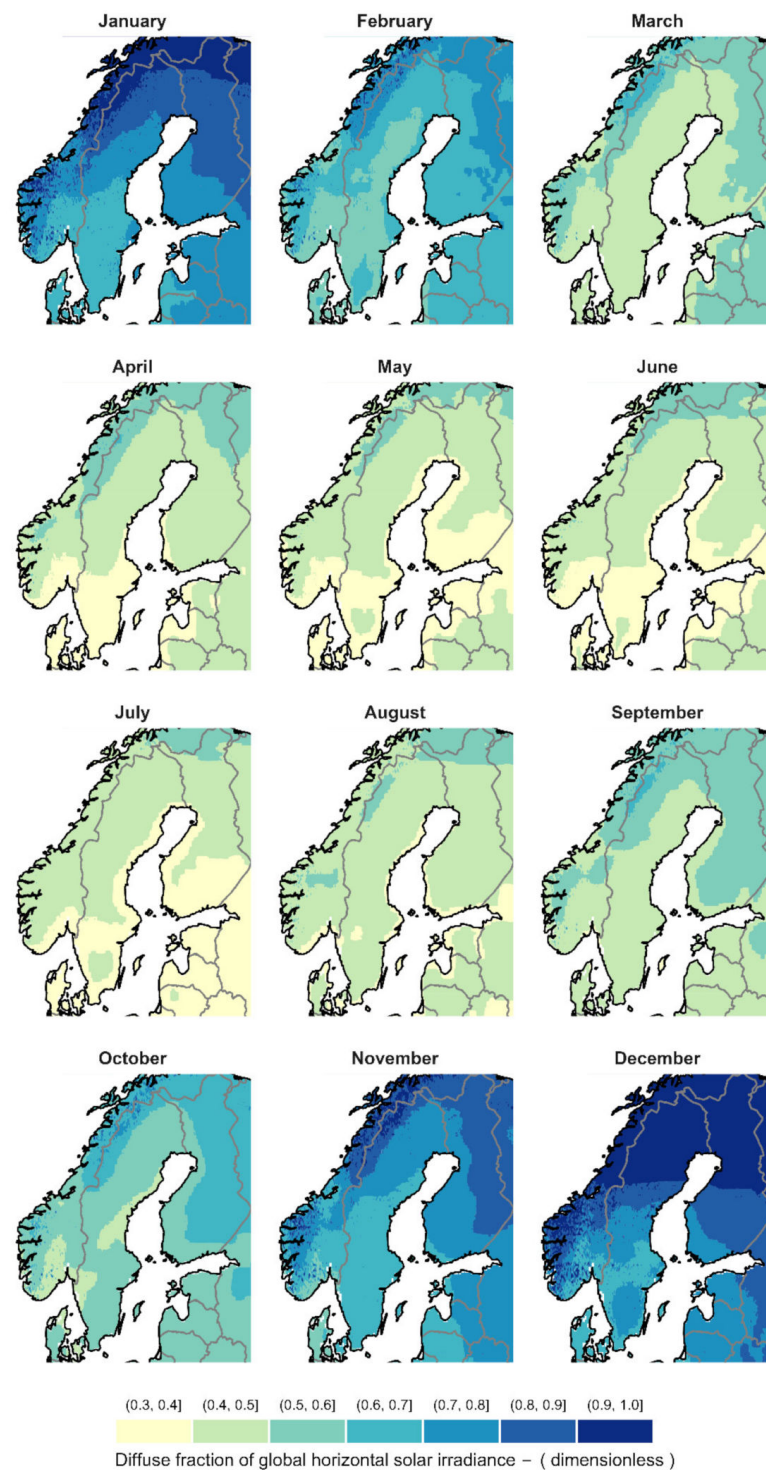 January February March
April May June
July August September
October November December
(0.3, 0.4] (0.4, 0.5] (0.5, 0.6] (0.6, 0.7] (0.7, 0.8] (0.8, 0.9] (0.9, 1.0]
Diffuse fraction of global horizontal solar irradiance − ( dimensionless )